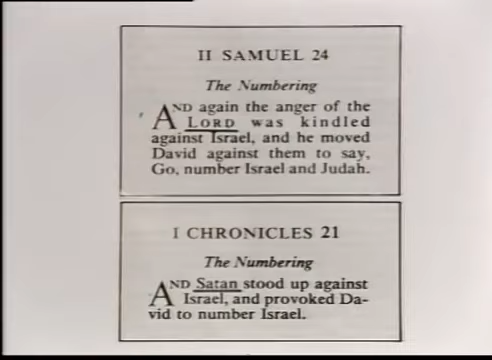 II SAMUEL 24
The Numbering
AND again the anger of the
LORD was kindled
against Israel, and he moved
David against them to say,
Go, number Israel and Judah.
I CHRONICLES 21
The Numbering
AND Satan stood up against
Israel, and provoked Da-
vid to number Israel.